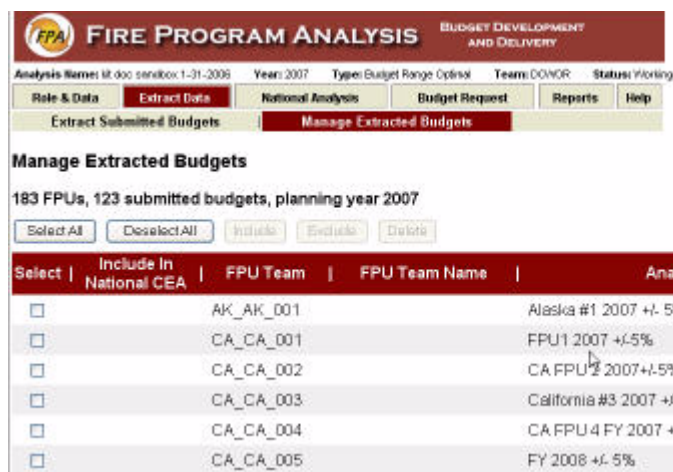 FPA FIRE PROGRAM ANALYSIS BUDGET DEVELOPMENT
AND DELIVERY
Analysis Name: kit doc sandbox 1-31-2006 Year: 2007 Type: Budget Range Optimal Team: DOWOR Status: Working
Role & Data Extract Data National Analysis Budget Request Reports Help
Extract Submitted Budgets | Manage Extracted Budgets
Manage Extracted Budgets
183 FPUs, 123 submitted budgets, planning year 2007
Select All Deselect All Include Exclude Delete
Select | Include In National CEA | FPU Team | FPU Team Name | Ana
AK_AK_001 Alaska #1 2007 +/- 5
CA_CA_001 FPU1 2007 +/-5%
CA_CA_002 CA FPU 2 2007+/-5%
CA_CA_003 California #3 2007 +/
CA_CA_004 CA FPU 4 FY 2007 +
CA_CA_005 FY 2008 +/- 5%